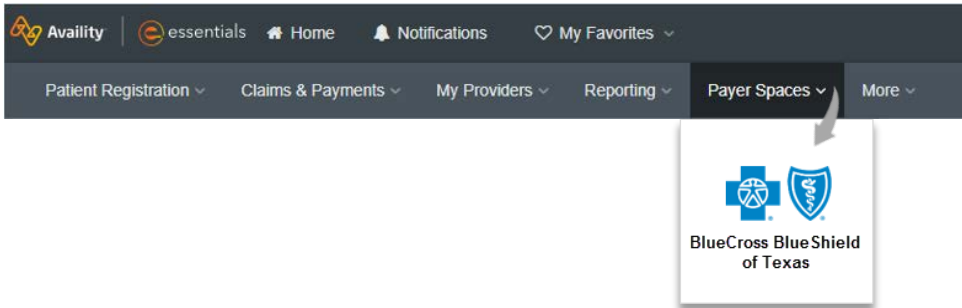 Availity essentials Home Notifications My Favorites
Patient Registration Claims & Payments My Providers Reporting Payer Spaces More
BlueCross BlueShield
of Texas